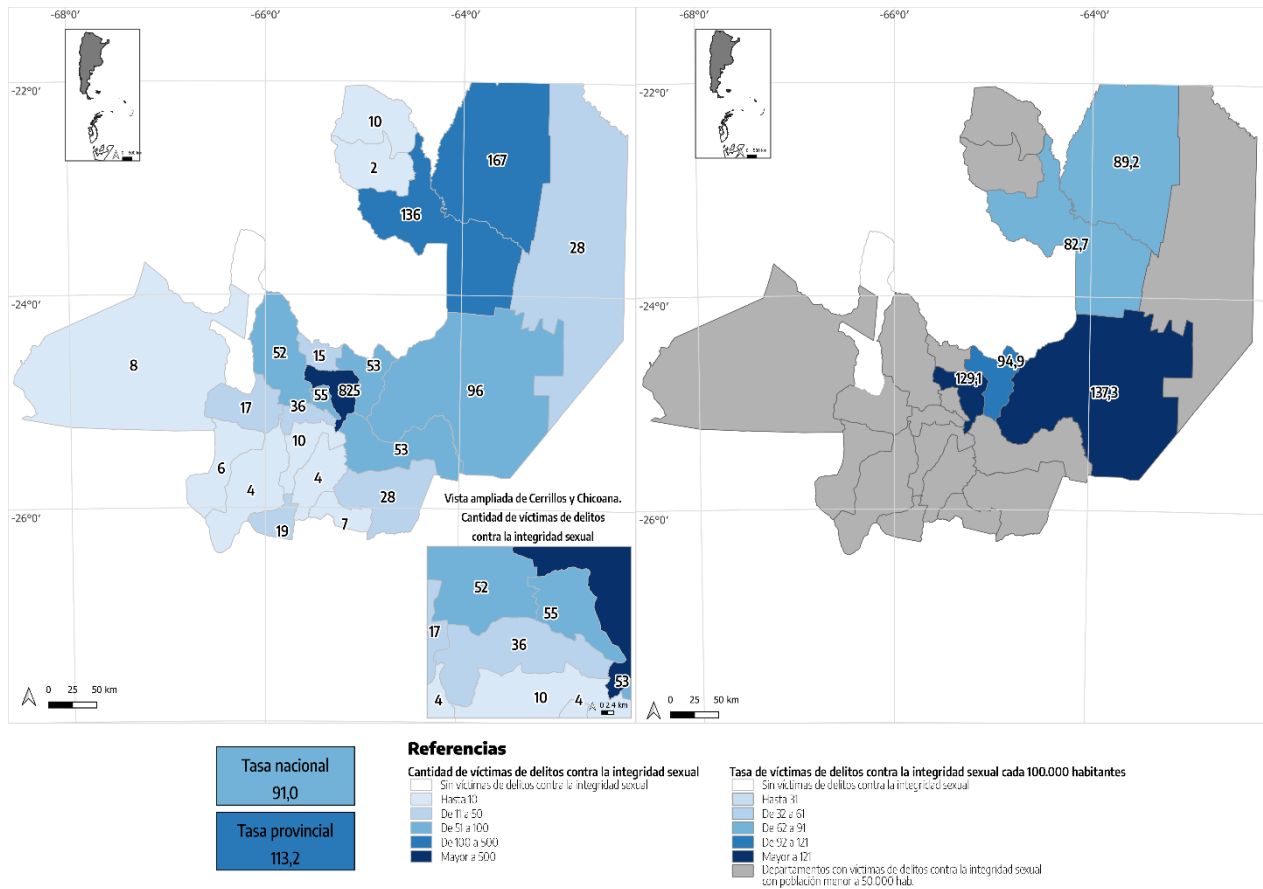 -68°0'
-66°0'
-64°0'
-68°0'
-66°0'
-64°0'
-22°0'
-24°0'
-26°0'
10
2
167
136
28
8
52
15
53
55
825
96
17
36
10
53
6
4
4
28
19
7
Vista ampliada de Cerrillos y Chicoana.
Cantidad de víctimas de delitos
contra la integridad sexual
52
55
17
36
53
4
10
4
0 2 4 km
0 25 50 km
-22°0'
-24°0'
-26°0'
89,2
82,7
94,9
129,1
137,3
0 25 50 km
Tasa nacional
91,0
Tasa provincial
113,2
Referencias
Cantidad de víctimas de delitos contra la integridad sexual
Sin víctimas de delitos contra la integridad sexual
Hasta 10
De 11 a 50
De 51 a 100
De 100 a 500
Mayor a 500
Tasa de víctimas de delitos contra la integridad sexual cada 100.000 habitantes
Sin víctimas de delitos contra la integridad sexual
Hasta 31
De 32 a 61
De 62 a 91
De 92 a 121
Mayor a 121
Departamentos con víctimas de delitos contra la integridad sexual
con población menor a 50.000 hab.